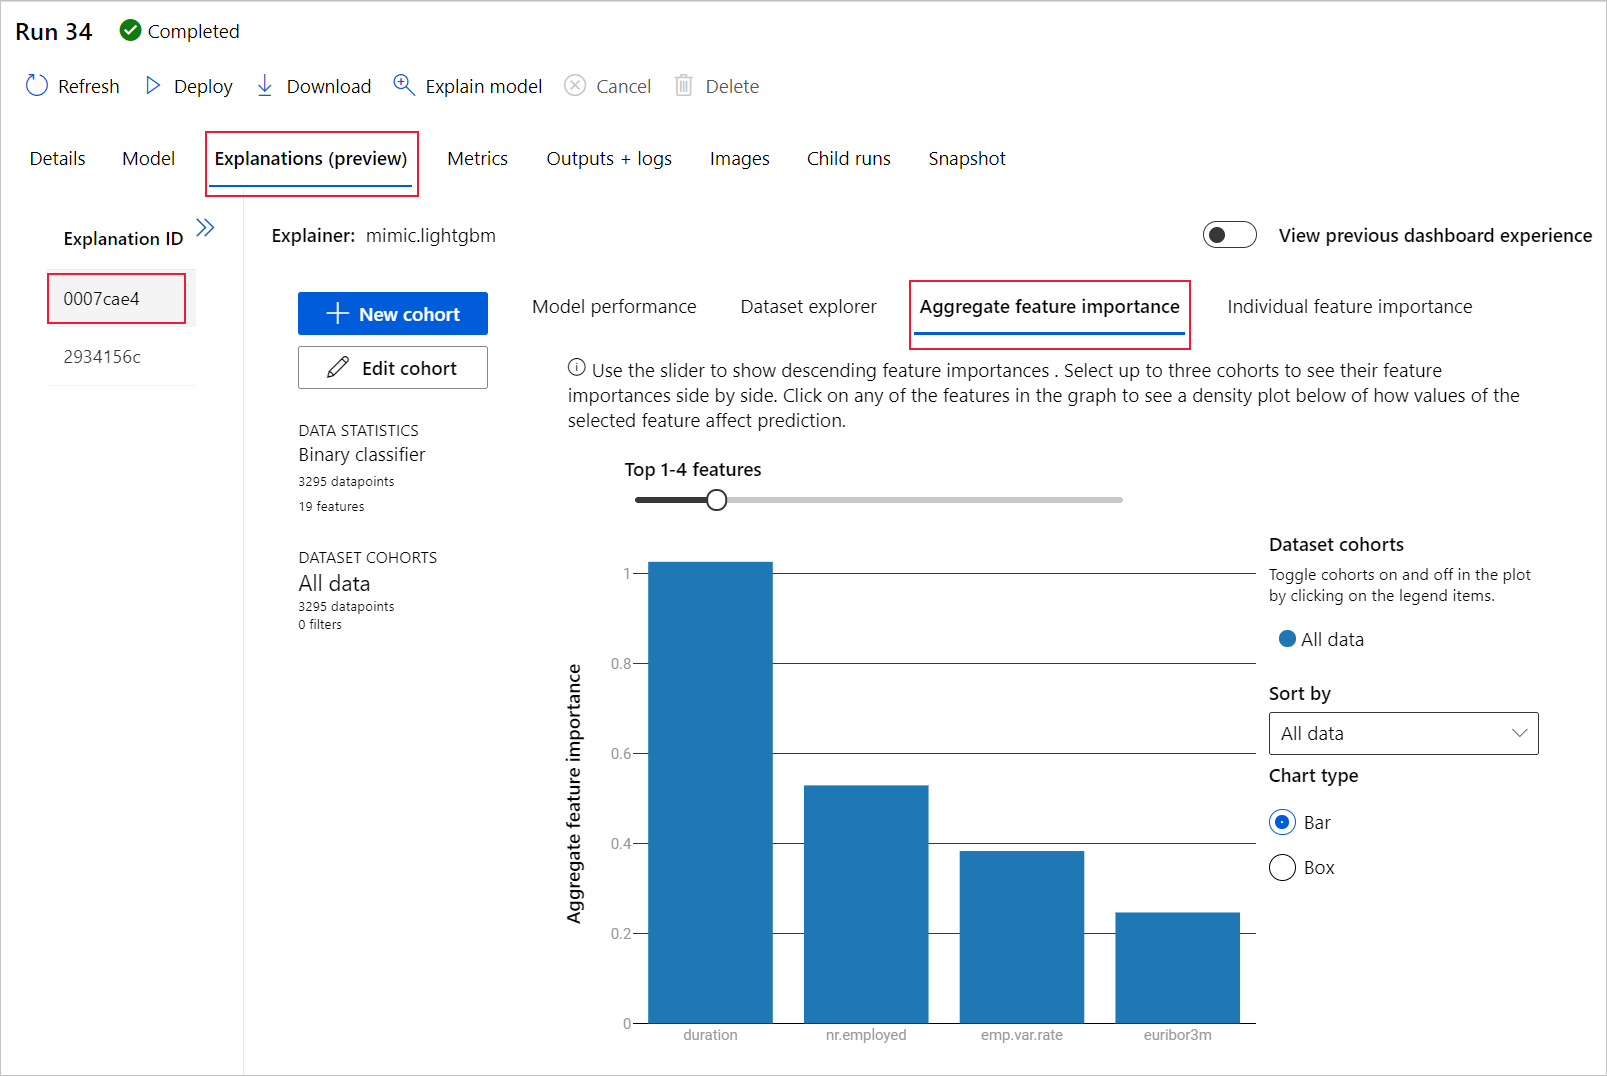 Run 34
Completed
Refresh
Deploy
Download
Explain model
Cancel
Delete
Details
Model
Explanations (preview)
Metrics
Outputs + logs
Images
Child runs
Snapshot
Explanation ID
0007cae4
2934156c
Explainer: mimic.lightgbm
View previous dashboard experience
New cohort
Edit cohort
DATA STATISTICS
Binary classifier
3295 datapoints
19 features
DATASET COHORTS
All data
3295 datapoints
0 filters
Model performance
Dataset explorer
Aggregate feature importance
Individual feature importance
Use the slider to show descending feature importances . Select up to three cohorts to see their feature
importances side by side. Click on any of the features in the graph to see a density plot below of how values of the
selected feature affect prediction.
Top 1-4 features
Aggregate feature importance
1
0.8
0.6
0.4
0.2
0
duration
nr.employed
emp.var.rate
euribor3m
Dataset cohorts
Toggle cohorts on and off in the plot
by clicking on the legend items.
All data
Sort by
All data
Chart type
Bar
Box